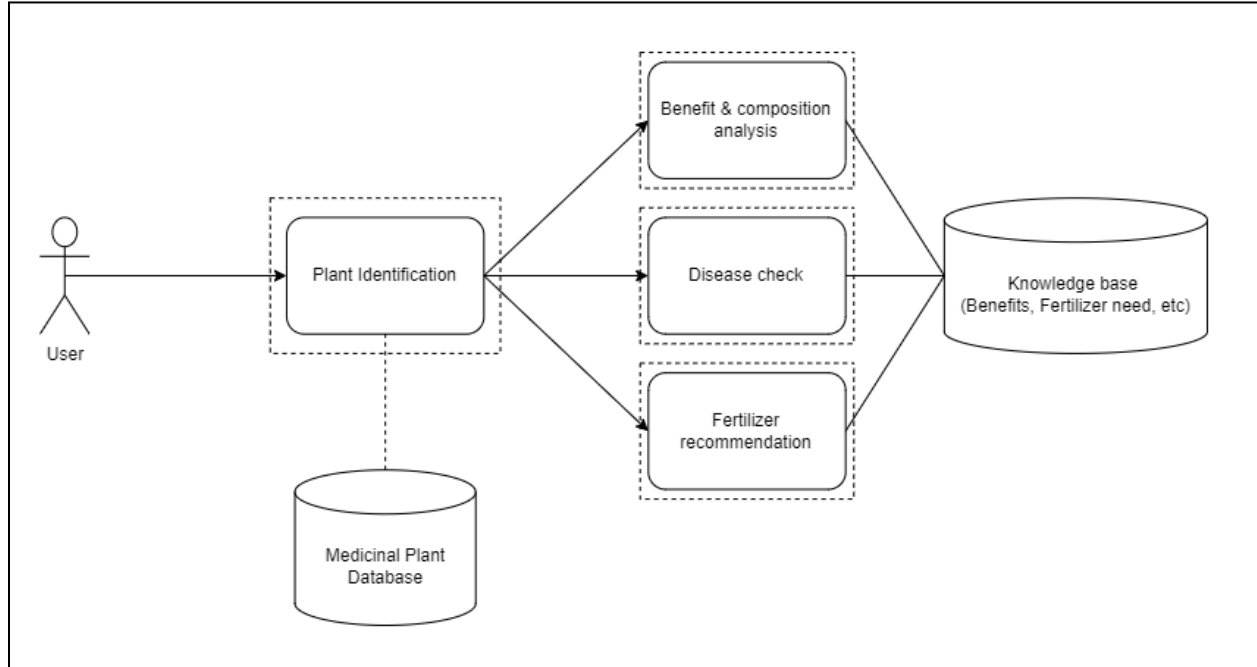 Benefit & composition
analysis
Plant Identification
Disease check
Knowledge base
(Benefits, Fertilizer need, etc)
User
Fertilizer
recommendation
Medicinal Plant
Database